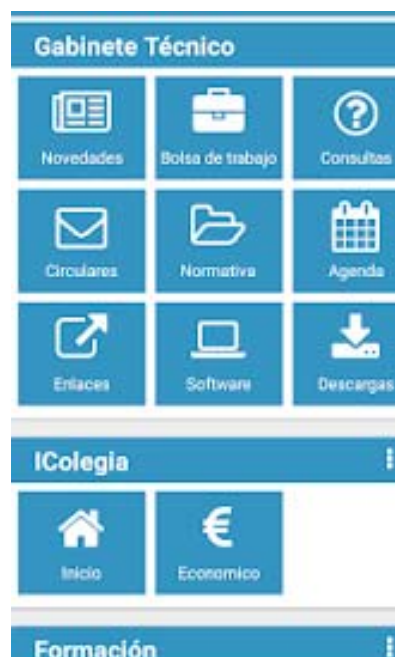 Gabinete Técnico
Novedades
Bolsa de trabajo
Consultas
Circulares
Normativa
Agenda
Enlaces
Software
Descargas
IColegia
Inicio
€
Economico
Formación